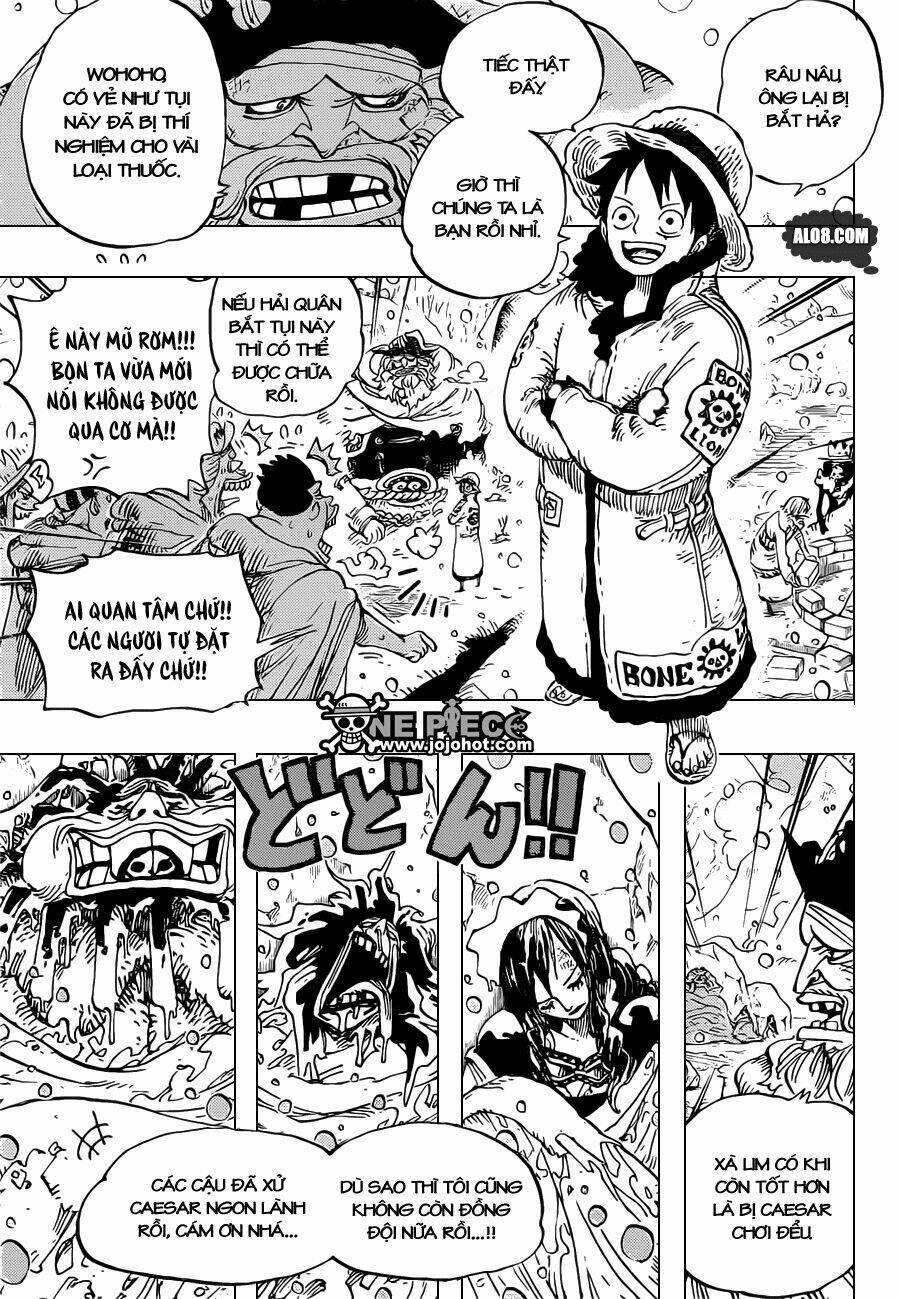 RÂU NÂU,
ÔNG LẠI BỊ
BẮT HẢ?
TIẾC THẬT
ĐẤY.
GIỜ THÌ
CHÚNG TA LÀ
BẠN RỒI NHỈ.
WOHOHO,
CÓ VẺ NHƯ TỤI
NÀY ĐÃ BỊ THÍ
NGHIỆM CHO VÀI
LOẠI THUỐC.
ALO8.COM
NẾU HẢI QUÂN
BẮT TỤI NÀY
THÌ CÓ THỂ
ĐƯỢC CHỮA
RỒI.
Ê NÀY MŨ RƠM!!!
BỌN TA VỪA MỚI
NÓI KHÔNG ĐƯỢC
QUA CƠ MÀ!!
AI QUAN TÂM CHỨ!!
CÁC NGƯỜI TỰ ĐẶT
RA ĐẤY CHỨ!!
BONE
LION
BONE
ONE PIECE
www.jojohot.com
どどん!!
XÀ LIM CÓ KHI
CÒN TỐT HƠN
LÀ BỊ CAESAR
CHƠI ĐỂU.
DÙ SAO THÌ TÔI CŨNG
KHÔNG CÒN ĐỒNG
ĐỘI NỮA RỒI...!!
CÁC CẬU ĐÃ XỬ
CAESAR NGON LÀNH
RỒI, CÁM ƠN NHÁ...